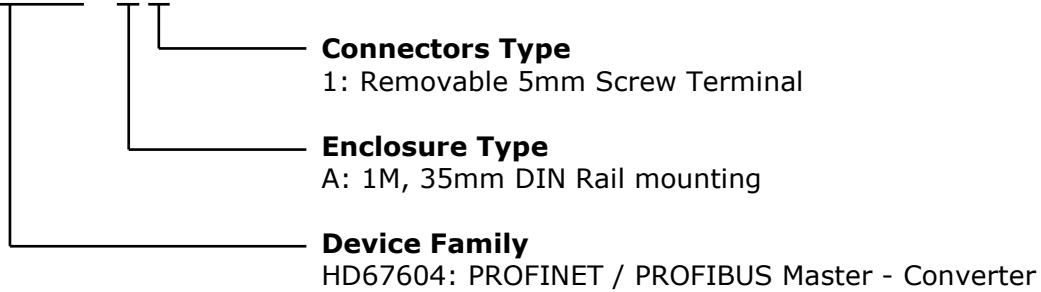 Connectors Type
1: Removable 5mm Screw Terminal
Enclosure Type
A: 1M, 35mm DIN Rail mounting
Device Family
HD67604: PROFINET / PROFIBUS Master - Converter